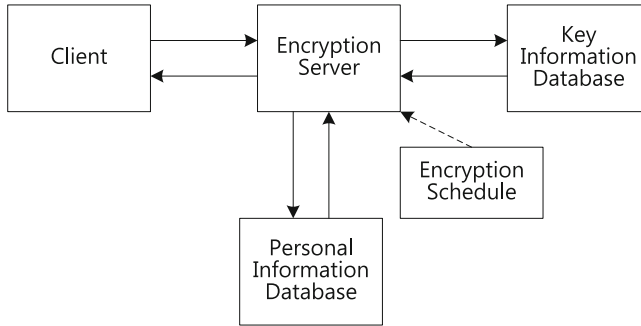 Client
Encryption
Server
Key
Information
Database
Encryption
Schedule
Personal
Information
Database